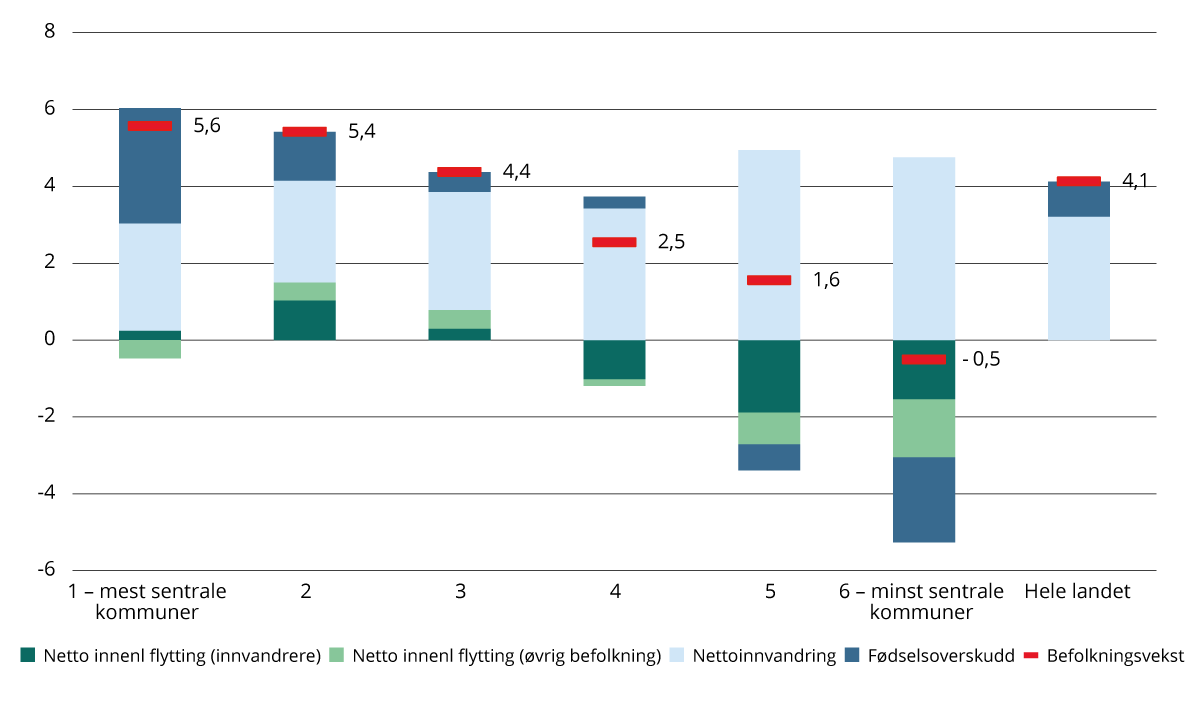 8
6
5,6
5,4
4,4
4
4,1
2,5
2
1,6
0
- 0,5
-2
-4
-6
1 – mest sentrale
kommuner
2
3
4
5
6 – minst sentrale
kommuner
Hele landet
Netto innenl flytting (innvandrere)
Netto innenl flytting (øvrig befolkning)
Nettoinnvandring
Fødselsoverskudd
Befolkningsvekst